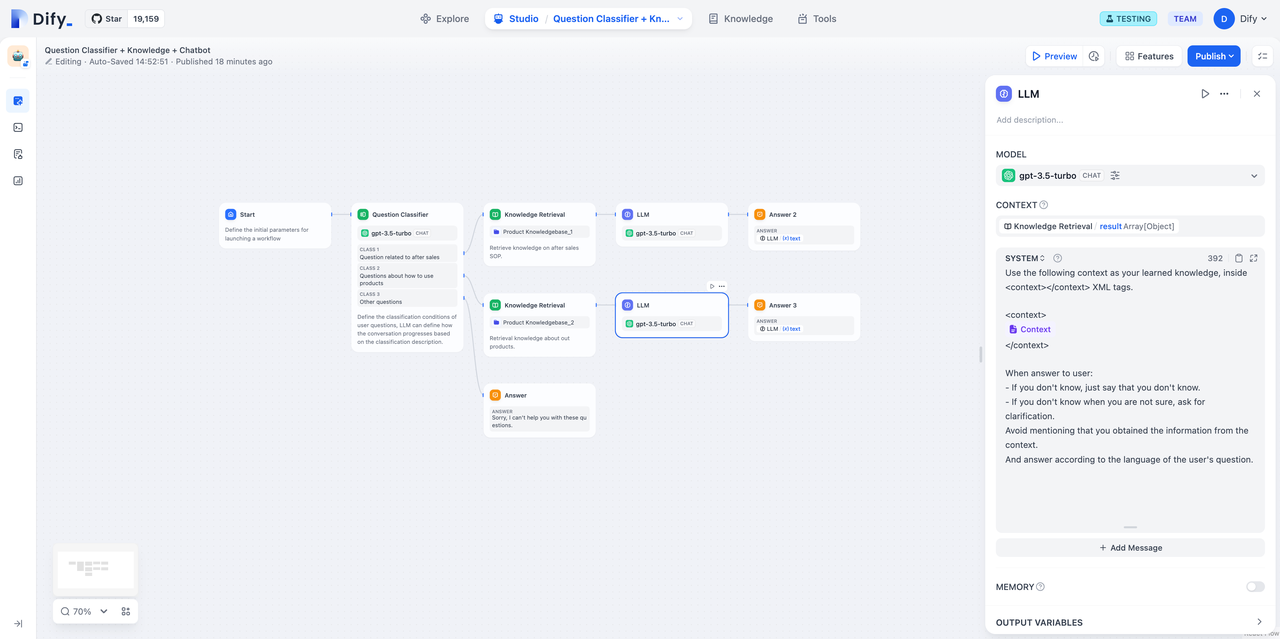 Dify_
Star 19,159
Explore
Studio / Question Classifier + Kn...
Knowledge
Tools
TESTING
TEAM
D Dify
Question Classifier + Knowledge + Chatbot
Editing · Auto-Saved 14:52:51 · Published 18 minutes ago
Preview
Features
Publish
Start
Define the initial parameters for
launching a workflow
Question Classifier
gpt-3.5-turbo CHAT
CLASS 1
Question related to after sales
CLASS 2
Questions about how to use
products
CLASS 3
Other questions
Define the classification conditions of
user questions, LLM can define how
the conversation progresses based
on the classification description.
Knowledge Retrieval
Product Knowledgebase_1
Retrieve knowledge on after sales
SOP.
LLM
gpt-3.5-turbo CHAT
Answer 2
ANSWER
LLM {x} text
Knowledge Retrieval
Product Knowledgebase_2
Retrieval knowledge about out
products.
LLM
gpt-3.5-turbo CHAT
Answer 3
ANSWER
LLM {x} text
Answer
ANSWER
Sorry, I can't help you with these qu
estions.
70%
LLM
Add description...
MODEL
gpt-3.5-turbo CHAT
CONTEXT
Knowledge Retrieval / result Array[Object]
SYSTEM 392
Use the following context as your learned knowledge, inside
<context></context> XML tags.
<context>
Context
</context>
When answer to user:
- If you don't know, just say that you don't know.
- If you don't know when you are not sure, ask for
clarification.
Avoid mentioning that you obtained the information from the
context.
And answer according to the language of the user's question.
+ Add Message
MEMORY
OUTPUT VARIABLES